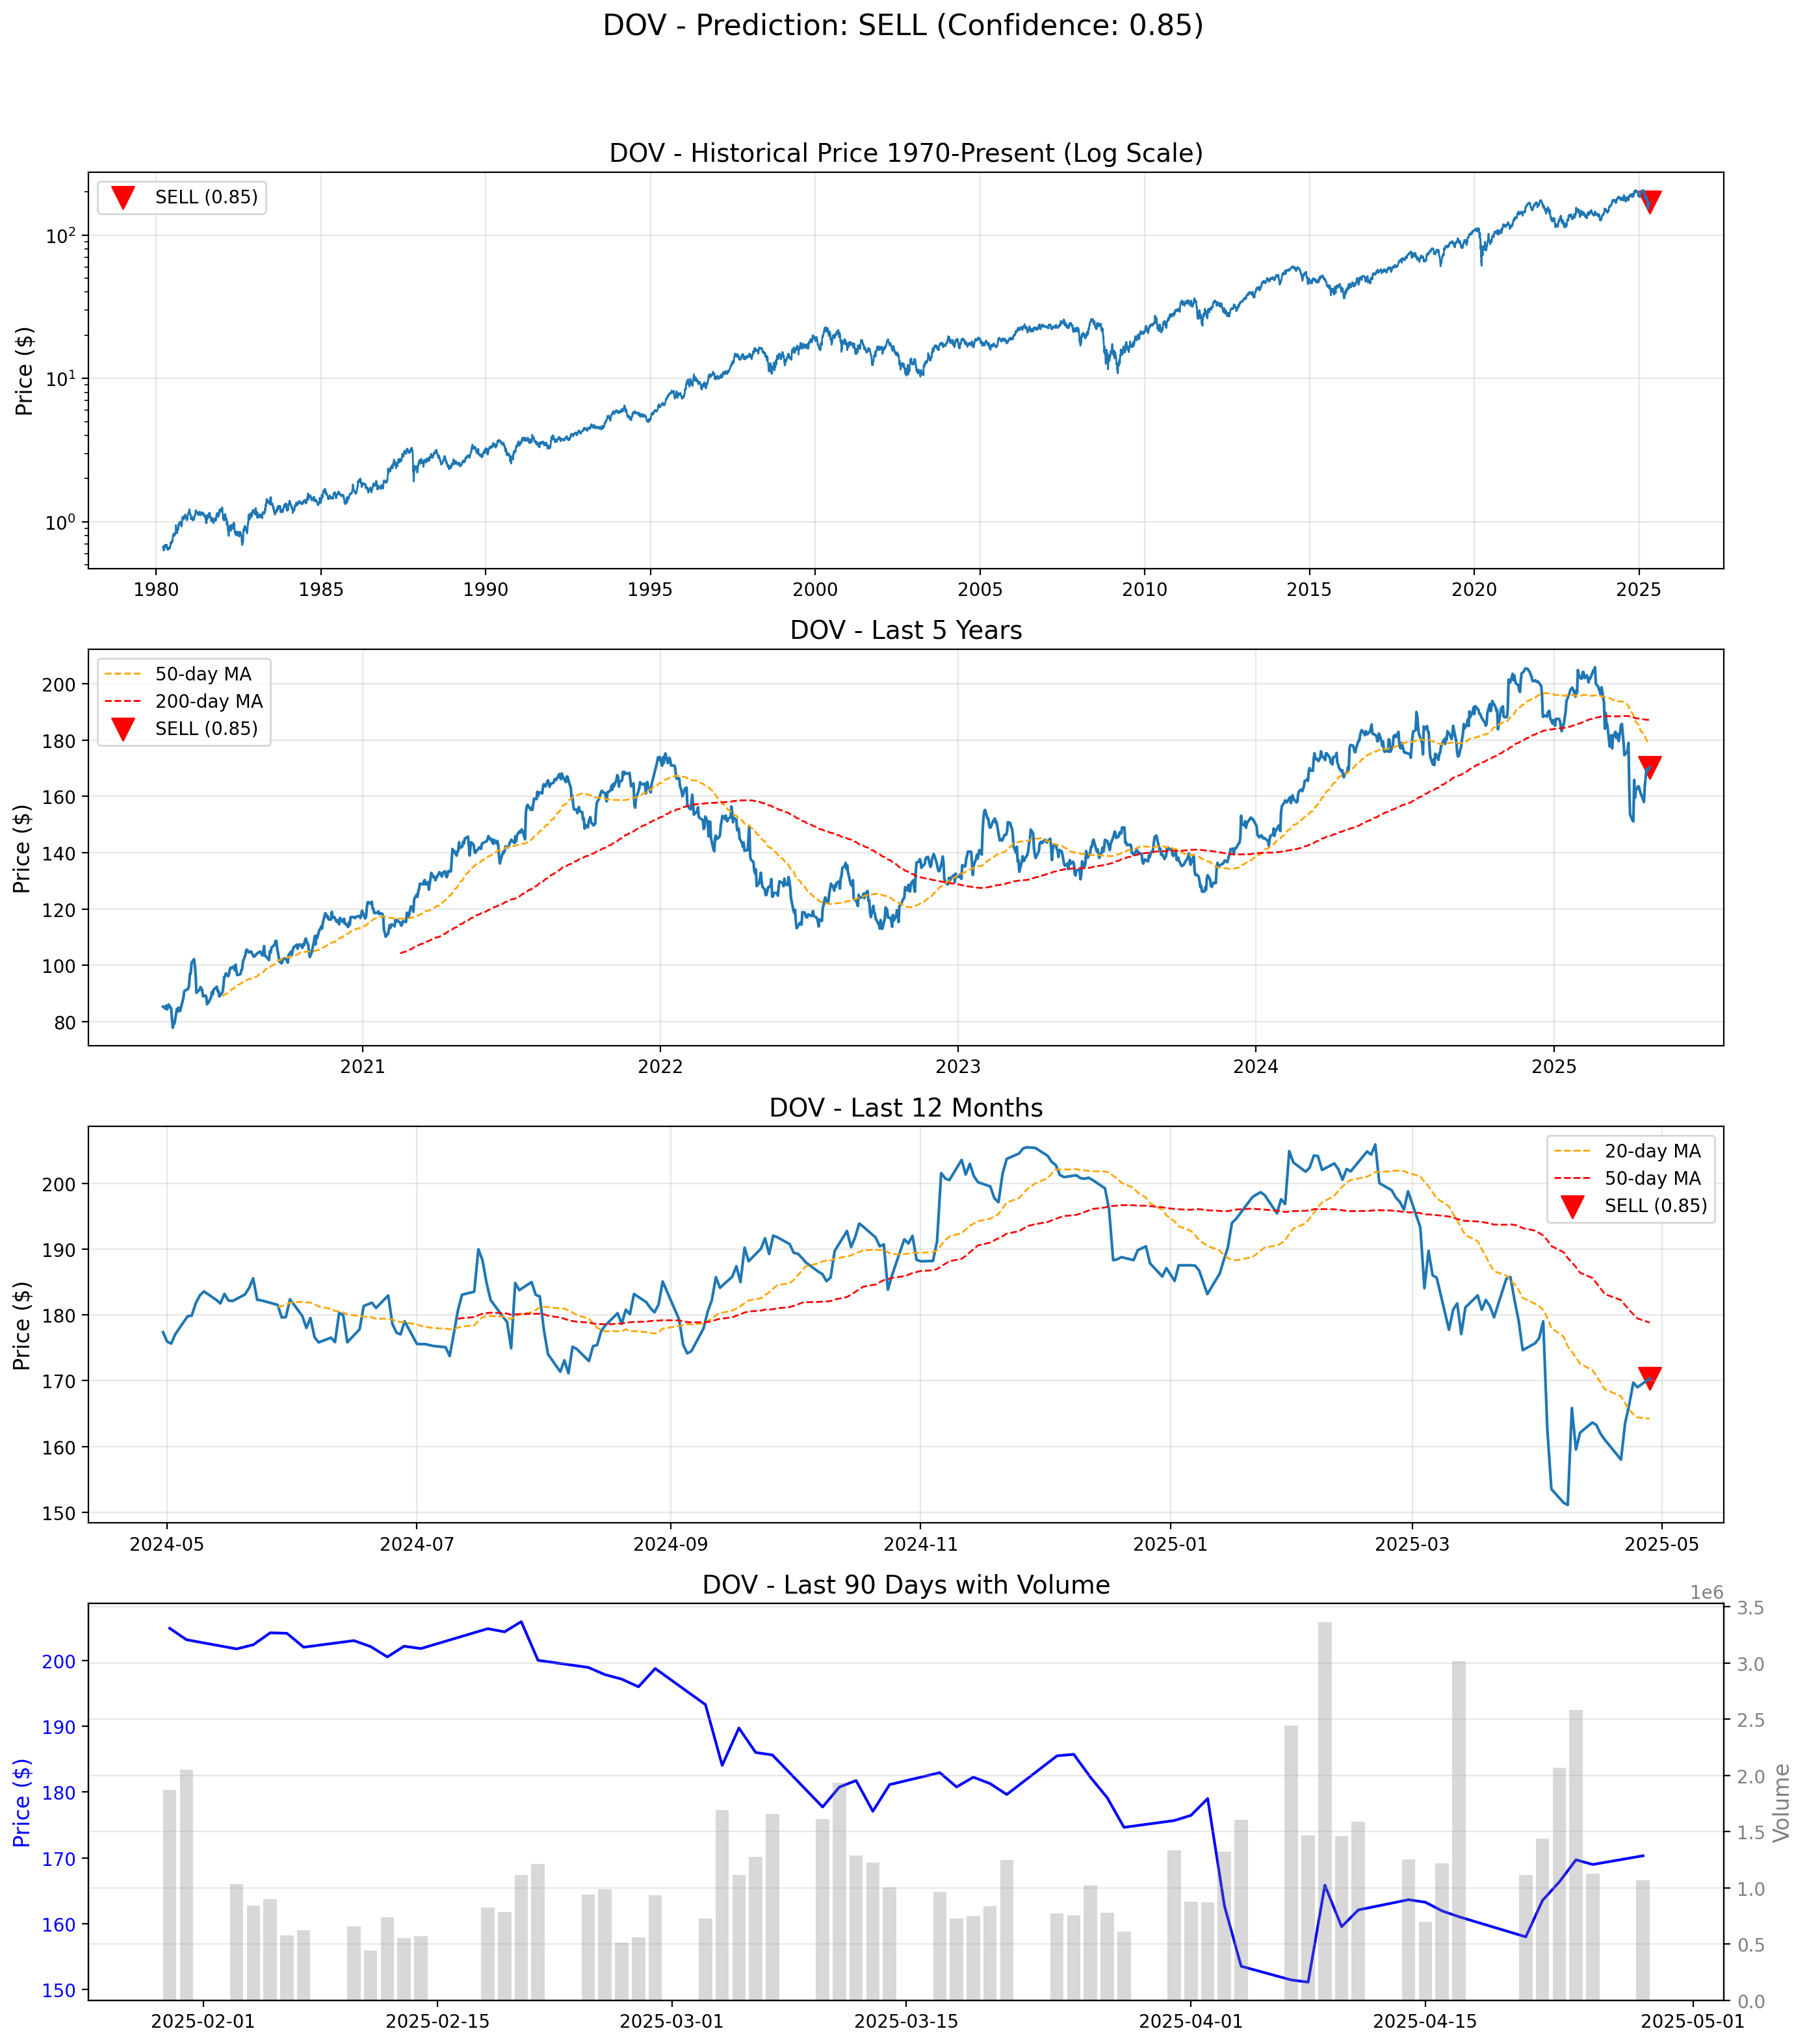 DOV - Prediction: SELL (Confidence: 0.85)
DOV - Historical Price 1970-Present (Log Scale)
SELL (0.85)
Price ($)
10²
10¹
10⁰
1980 1985 1990 1995 2000 2005 2010 2015 2020 2025
DOV - Last 5 Years
50-day MA
200-day MA
SELL (0.85)
Price ($)
200
180
160
140
120
100
80
2021 2022 2023 2024 2025
DOV - Last 12 Months
20-day MA
50-day MA
SELL (0.85)
Price ($)
200
190
180
170
160
150
2024-05 2024-07 2024-09 2024-11 2025-01 2025-03 2025-05
DOV - Last 90 Days with Volume
1e6
Price ($)
200
190
180
170
160
150
3.5
3.0
2.5
2.0
1.5
1.0
0.5
0.0
Volume
2025-02-01 2025-02-15 2025-03-01 2025-03-15 2025-04-01 2025-04-15 2025-05-01